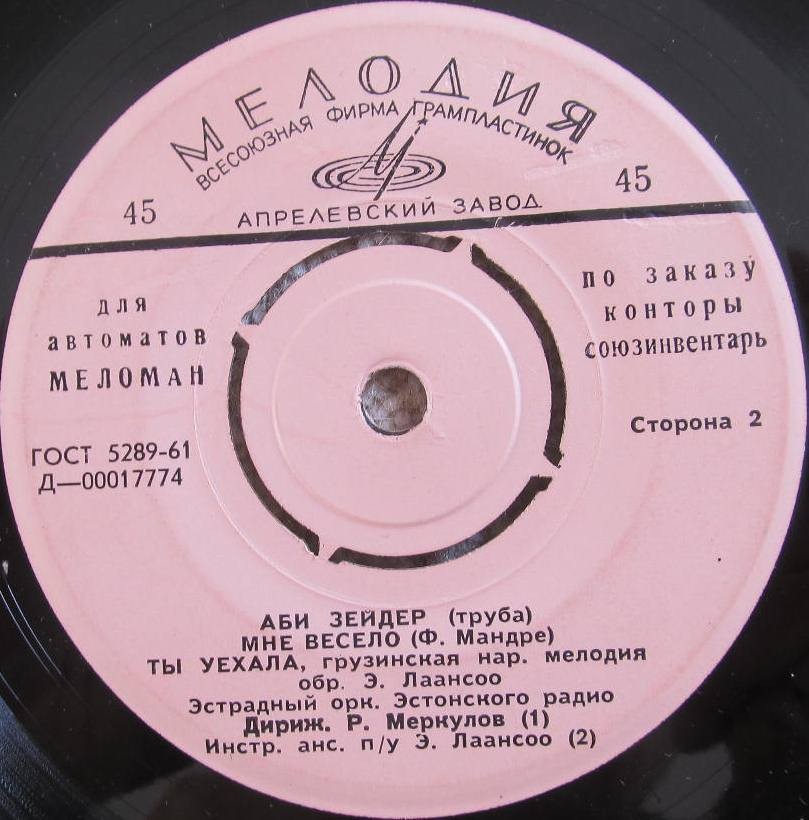 МЕЛОДИЯ
ВСЕСОЮЗНАЯ ФИРМА ГРАМПЛАСТИНОК
45
45
АПРЕЛЕВСКИЙ ЗАВОД
для
автоматов
МЕЛОМАН
по заказу
конторы
союзинвентарь
Сторона 2
ГОСТ 5289-61
Д—00017774
АБИ ЗЕЙДЕР (труба)
МНЕ ВЕСЕЛО (Ф. Мандре)
ТЫ УЕХАЛА, грузинская нар. мелодия
обр. Э. Лаансоо
Эстрадный орк. Эстонского радио
Дириж. Р. Меркулов (1)
Инстр. анс. п/у Э. Лаансоо (2)